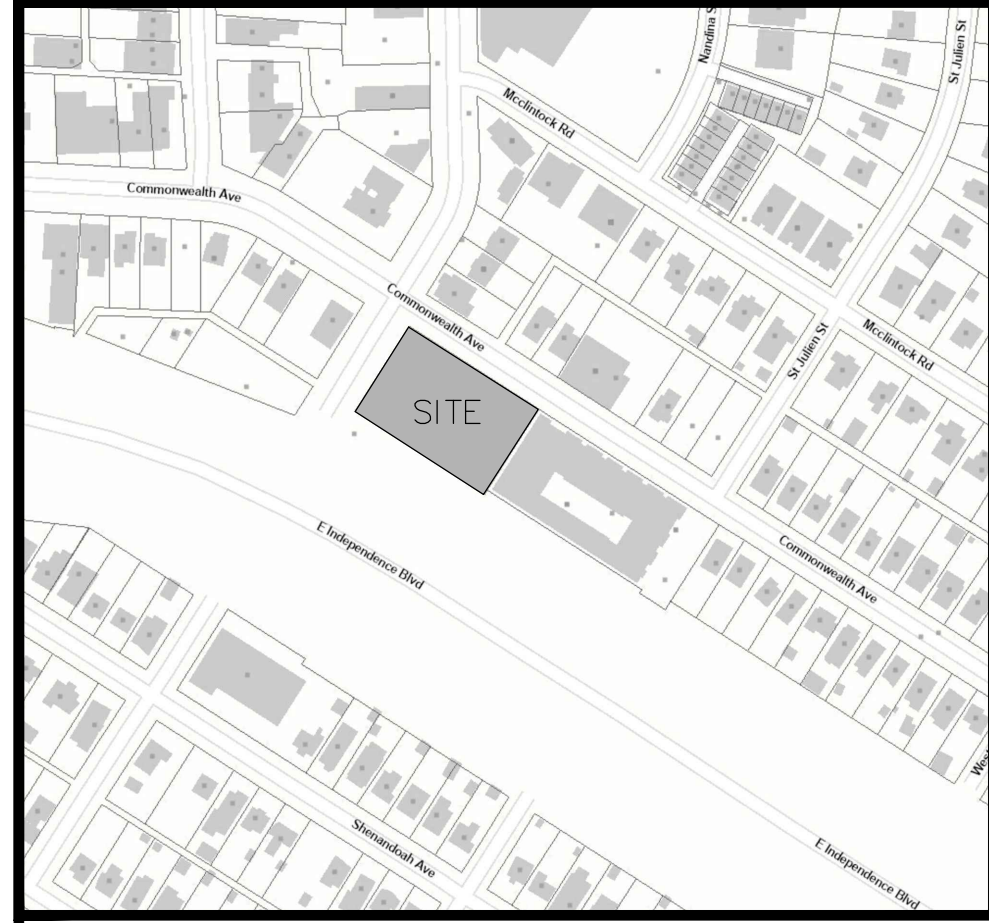 Nandina S
St Julien St
Mcclintock Rd
Commonwealth Ave
Commonwealth Ave
St Julien St
Mcclintock Rd
SITE
E Independence Blvd
Commonwealth Ave
Wes
Shenandoah Ave
E Independence Blvd